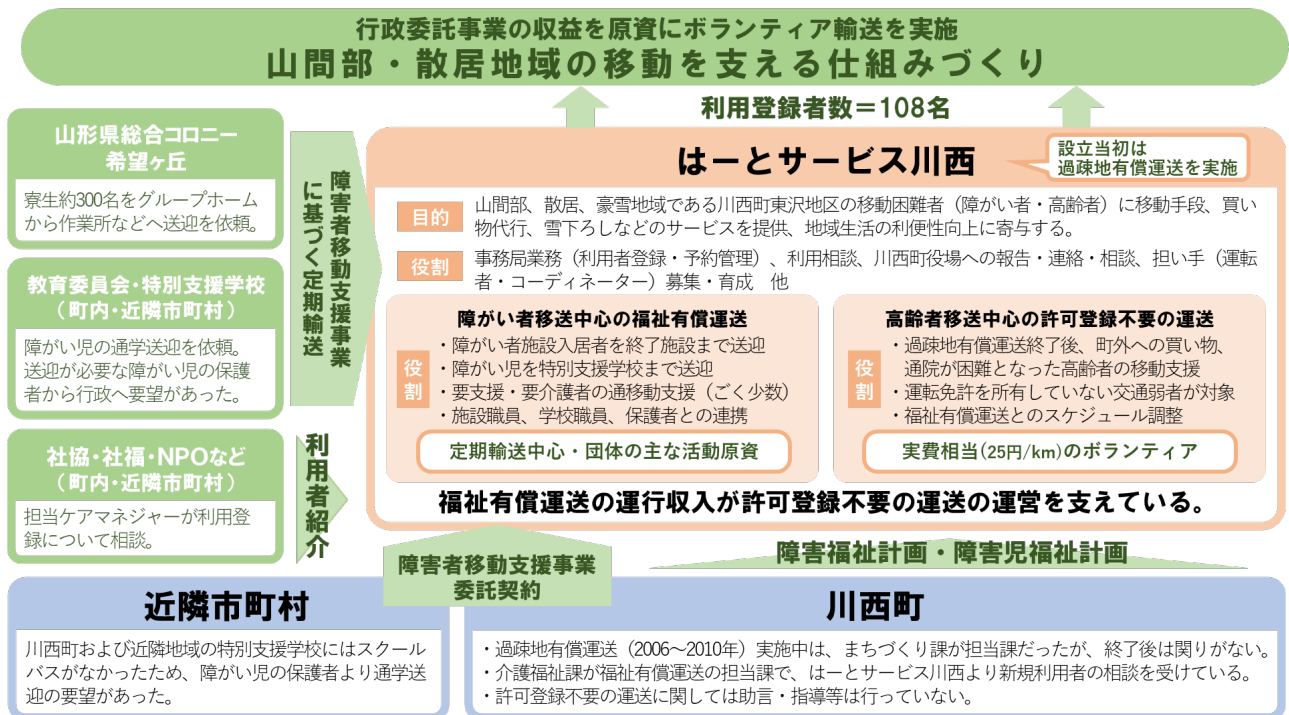 行政委託事業の収益を原資にボランティア輸送を実施
山間部・散居地域の移動を支える仕組みづくり
利用登録者数＝108名
山形県総合コロニー
希望ヶ丘
寮生約300名をグループホーム
から作業所などへ送迎を依頼。
教育委員会・特別支援学校
（町内・近隣市町村）
障がい児の通学送迎を依頼。
送迎が必要な障がい児の保護
者から行政へ要望があった。
社協・社福・NPOなど
（町内・近隣市町村）
担当ケアマネジャーが利用登
録について相談。
障害者移動支援事業
に基づく定期輸送
利用者紹介
はーとサービス川西
設立当初は
過疎地有償運送を実施
目的
山間部、散居、豪雪地域である川西町東沢地区の移動困難者（障がい者・高齢者）に移動手段、買い
物代行、雪下ろしなどのサービスを提供、地域生活の利便性向上に寄与する。
役割
事務局業務（利用者登録・予約管理）、利用相談、川西町役場への報告・連絡・相談、担い手（運転
者・コーディネーター）募集・育成　他
障がい者移送中心の福祉有償運送
役割
・障がい者施設入居者を終了施設まで送迎
・障がい児を特別支援学校まで送迎
・要支援・要介護者の通移動支援（ごく少数）
・施設職員、学校職員、保護者との連携
定期輸送中心・団体の主な活動原資
高齢者移送中心の許可登録不要の運送
役割
・過疎地有償運送終了後、町外への買い物、
通院が困難となった高齢者の移動支援
・運転免許を所有していない交通弱者が対象
・福祉有償運送とのスケジュール調整
実費相当(25円/km)のボランティア
福祉有償運送の運行収入が許可登録不要の運送の運営を支えている。
障害者移動支援事業
委託契約
障害福祉計画・障害児福祉計画
近隣市町村
川西町および近隣地域の特別支援学校にはスクール
バスがなかったため、障がい児の保護者より通学送
迎の要望があった。
川西町
・過疎地有償運送（2006～2010年）実施中は、まちづくり課が担当課だったが、終了後は関りがない。
・介護福祉課が福祉有償運送の担当課で、はーとサービス川西より新規利用者の相談を受けている。
・許可登録不要の運送に関しては助言・指導等は行っていない。